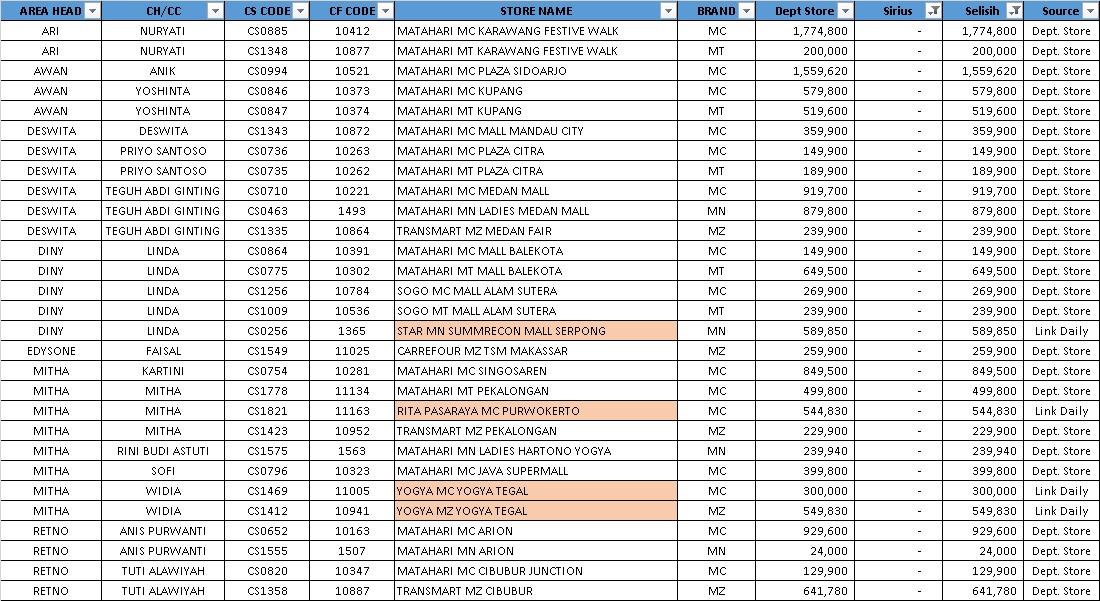 AREA HEAD CH/CC CS CODE CF CODE STORE NAME BRAND Dept Store Sirius Selisih Source
ARI NURYATI CS0885 10412 MATAHARI MC KARAWANG FESTIVE WALK MC 1,774,800 - 1,774,800 Dept. Store
ARI NURYATI CS1348 10877 MATAHARI MT KARAWANG FESTIVE WALK MT 200,000 - 200,000 Dept. Store
AWAN ANIK CS0994 10521 MATAHARI MC PLAZA SIDOARJO MC 1,559,620 - 1,559,620 Dept. Store
AWAN YOSHINTA CS0846 10373 MATAHARI MC KUPANG MC 579,800 - 579,800 Dept. Store
AWAN YOSHINTA CS0847 10374 MATAHARI MT KUPANG MT 519,600 - 519,600 Dept. Store
DESWITA DESWITA CS1343 10872 MATAHARI MC MALL MANDAU CITY MC 359,900 - 359,900 Dept. Store
DESWITA PRIYO SANTOSO CS0736 10263 MATAHARI MC PLAZA CITRA MC 149,900 - 149,900 Dept. Store
DESWITA PRIYO SANTOSO CS0735 10262 MATAHARI MT PLAZA CITRA MT 189,900 - 189,900 Dept. Store
DESWITA TEGUH ABDI GINTING CS0710 10221 MATAHARI MC MEDAN MALL MC 919,700 - 919,700 Dept. Store
DESWITA TEGUH ABDI GINTING CS0463 1493 MATAHARI MN LADIES MEDAN MALL MN 879,800 - 879,800 Dept. Store
DESWITA TEGUH ABDI GINTING CS1335 10864 TRANSMART MZ MEDAN FAIR MZ 239,900 - 239,900 Dept. Store
DINY LINDA CS0864 10391 MATAHARI MC MALL BALEKOTA MC 149,900 - 149,900 Dept. Store
DINY LINDA CS0775 10302 MATAHARI MT MALL BALEKOTA MT 649,500 - 649,500 Dept. Store
DINY LINDA CS1256 10784 SOGO MC MALL ALAM SUTERA MC 269,900 - 269,900 Dept. Store
DINY LINDA CS1009 10536 SOGO MT MALL ALAM SUTERA MT 239,900 - 239,900 Dept. Store
DINY LINDA CS0256 1365 STAR MN SUMMRECON MALL SERPONG MN 589,850 - 589,850 Link Daily
EDYSONE FAISAL CS1549 11025 CARREFOUR MZ TSM MAKASSAR MZ 259,900 - 259,900 Dept. Store
MITHA KARTINI CS0754 10281 MATAHARI MC SINGOSAREN MC 849,500 - 849,500 Dept. Store
MITHA MITHA CS1778 11134 MATAHARI MT PEKALONGAN MC 499,800 - 499,800 Dept. Store
MITHA MITHA CS1821 11163 RITA PASARAYA MC PURWOKERTO MC 544,830 - 544,830 Link Daily
MITHA MITHA CS1423 10952 TRANSMART MZ PEKALONGAN MZ 229,900 - 229,900 Dept. Store
MITHA RINI BUDI ASTUTI CS1575 1563 MATAHARI MN LADIES HARTONO YOGYA MN 239,940 - 239,940 Dept. Store
MITHA SOFI CS0796 10323 MATAHARI MC JAVA SUPERMALL MC 399,800 - 399,800 Dept. Store
MITHA WIDIA CS1469 11005 YOGYA MC YOGYA TEGAL MC 300,000 - 300,000 Link Daily
MITHA WIDIA CS1412 10941 YOGYA MZ YOGYA TEGAL MZ 549,830 - 549,830 Link Daily
RETNO ANIS PURWANTI CS0652 10163 MATAHARI MC ARION MC 929,600 - 929,600 Dept. Store
RETNO ANIS PURWANTI CS1555 1507 MATAHARI MN ARION MN 24,000 - 24,000 Dept. Store
RETNO TUTI ALAWIYAH CS0820 10347 MATAHARI MC CIBUBUR JUNCTION MC 129,900 - 129,900 Dept. Store
RETNO TUTI ALAWIYAH CS1358 10887 TRANSMART MZ CIBUBUR MZ 641,780 - 641,780 Dept. Store